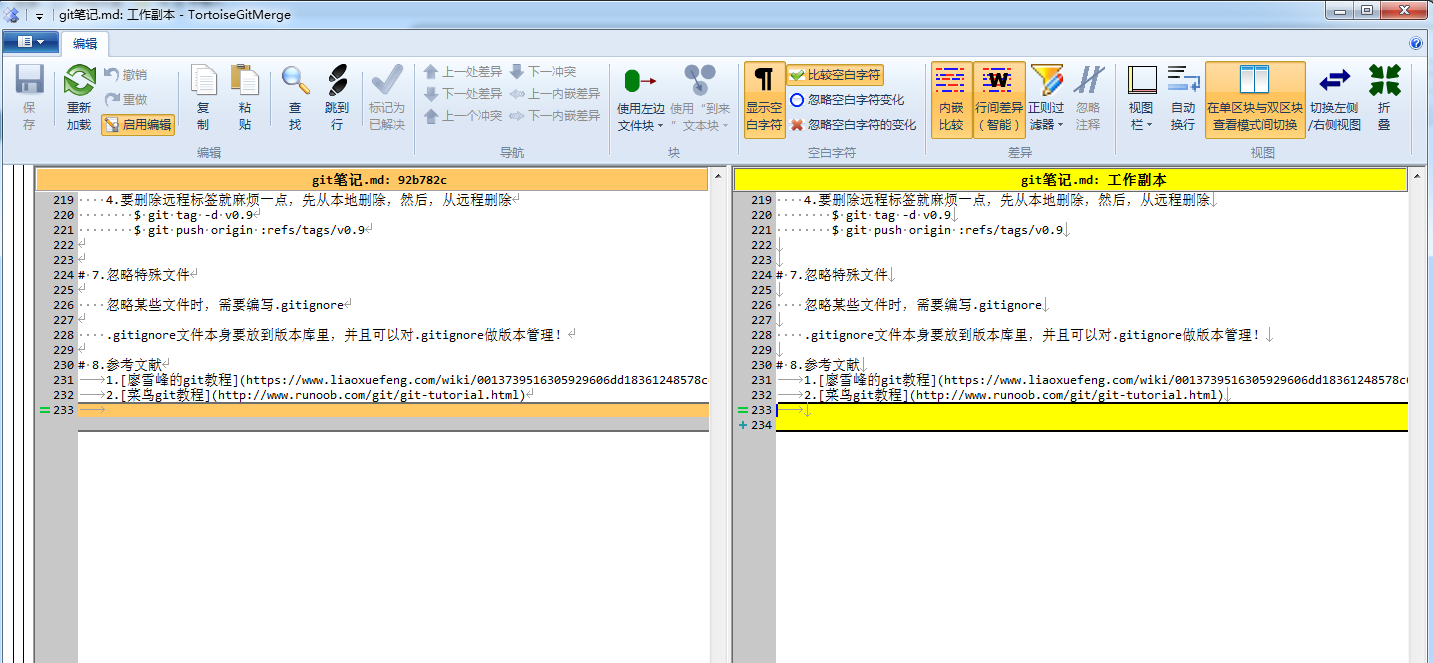 git笔记.md: 工作副本 - TortoiseGitMerge
编辑
保存
重新加载
撤销
重做
启用编辑
复制
粘贴
查找
跳到行
标记为已解决
上一处差异
下一冲突
下一处差异
上一内嵌差异
上一个冲突
下一内嵌差异
使用左边文件块
使用“到来”文本块
显示空白字符
比较空白字符
忽略空白字符变化
忽略空白字符的变化
内嵌比较
行间差异（智能）
正则过滤器
忽略注释
视图栏
自动换行
在单区块与双区块查看模式间切换
切换左侧/右侧视图
折叠
编辑
导航
块
空白字符
差异
视图
git笔记.md: 92b782c
219 4.要删除远程标签就麻烦一点，先从本地删除，然后，从远程删除
220 $ git tag -d v0.9
221 $ git push origin :refs/tags/v0.9
222
223
224 # 7.忽略特殊文件
225
226 忽略某些文件时，需要编写.gitignore
227
228 .gitignore文件本身要放到版本库里，并且可以对.gitignore做版本管理！
229
230 # 8.参考文献
231 1.[廖雪峰的git教程](https://www.liaoxuefeng.com/wiki/0013739516305929606dd18361248578c
232 2.[菜鸟git教程](http://www.runoob.com/git/git-tutorial.html)
233
git笔记.md: 工作副本
219 4.要删除远程标签就麻烦一点，先从本地删除，然后，从远程删除
220 $ git tag -d v0.9
221 $ git push origin :refs/tags/v0.9
222
223
224 # 7.忽略特殊文件
225
226 忽略某些文件时，需要编写.gitignore
227
228 .gitignore文件本身要放到版本库里，并且可以对.gitignore做版本管理！
229
230 # 8.参考文献
231 1.[廖雪峰的git教程](https://www.liaoxuefeng.com/wiki/0013739516305929606dd18361248578c
232 2.[菜鸟git教程](http://www.runoob.com/git/git-tutorial.html)
233
234